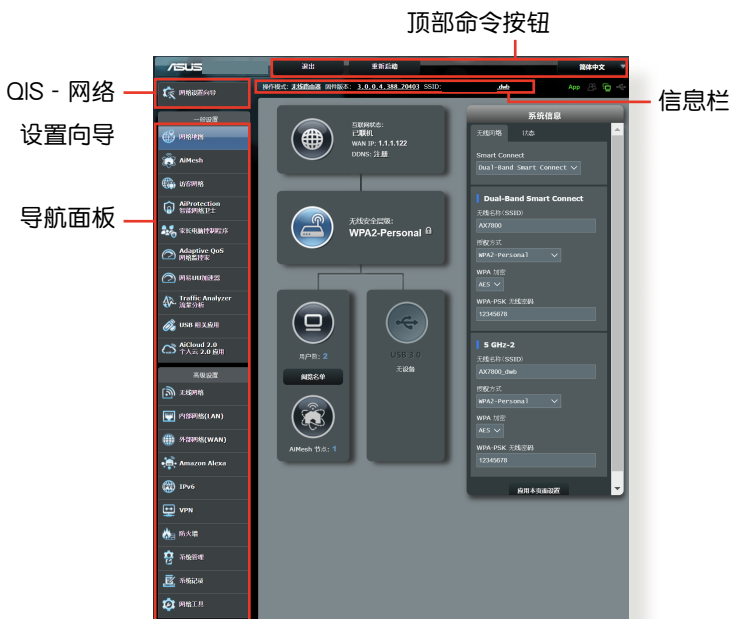 顶部命令按钮
QIS - 网络
设置向导
导航面板
信息栏
ASUS
退出
重新启动
简体中文
操作模式: 无线路由器 固件版本: 3.0.0.4.388_20403 SSID: _dwb
App
网络设置向导
一般设置
网络地图
AiMesh
访客网络
AiProtection
智能网络卫士
家长电脑控制程序
Adaptive QoS
网络监控家
网易UU加速器
Traffic Analyzer
流量分析
USB 相关应用
AiCloud 2.0
个人云 2.0 应用
高级设置
无线网络
内部网络(LAN)
外部网络(WAN)
Amazon Alexa
IPv6
VPN
防火墙
系统管理
系统记录
网络工具
互联网状态:
已联机
WAN IP: 1.1.1.122
DDNS: 注册
无线安全层级:
WPA2-Personal
用户数: 2
阅览名单
AiMesh 节点: 1
USB 3.0
无设备
系统信息
无线网络
状态
Smart Connect
Dual-Band Smart Connect
Dual-Band Smart Connect
无线名称(SSID)
AX7800
授权方式
WPA2-Personal
WPA 加密
AES
WPA-PSK 无线密码
12345678
5 GHz-2
无线名称(SSID)
AX7800_dwb
授权方式
WPA2-Personal
WPA 加密
AES
WPA-PSK 无线密码
12345678
应用本页面设置